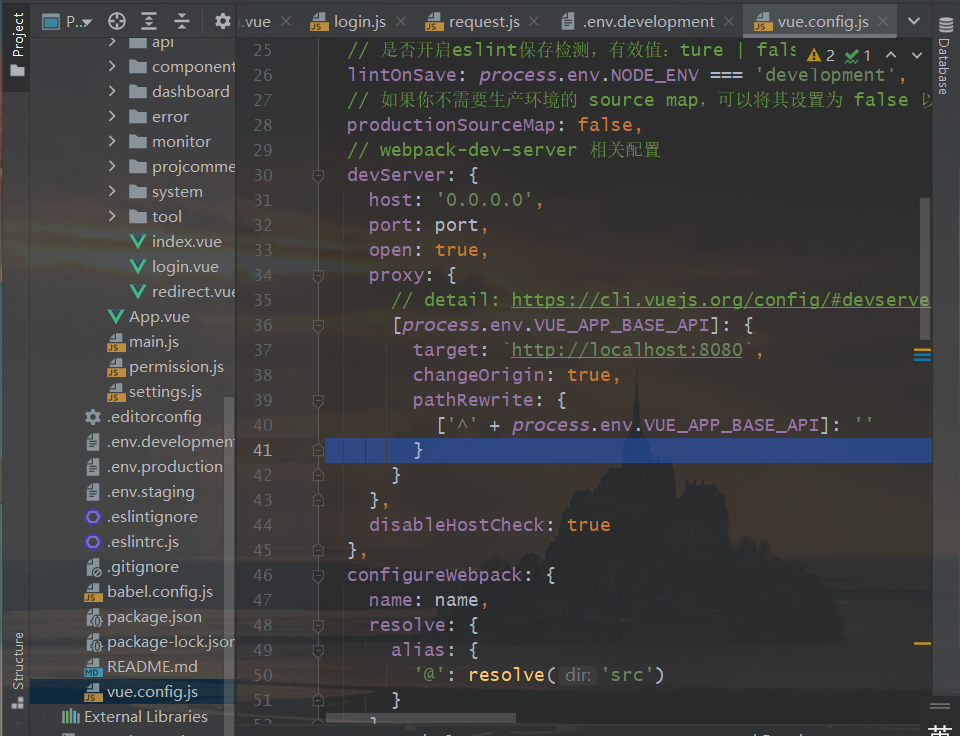 Project
P...
.vue
login.js
request.js
.env.development
vue.config.js
Database
api
component
dashboard
error
monitor
projcomme
system
tool
index.vue
login.vue
redirect.vue
App.vue
main.js
permission.js
settings.js
.editorconfig
.env.development
.env.production
.env.staging
.eslintignore
.eslintrc.js
.gitignore
babel.config.js
package.json
package-lock.json
README.md
vue.config.js
External Libraries
Structure
2 1
25 // 是否开启eslint保存检测，有效值：ture | fals
26 lintOnSave: process.env.NODE_ENV === 'development',
27 // 如果你不需要生产环境的 source map，可以将其设置为 false 以
28 productionSourceMap: false,
29 // webpack-dev-server 相关配置
30 devServer: {
31 host: '0.0.0.0',
32 port: port,
33 open: true,
34 proxy: {
35 // detail: https://cli.vuejs.org/config/#devserve
36 [process.env.VUE_APP_BASE_API]: {
37 target: `http://localhost:8080`,
38 changeOrigin: true,
39 pathRewrite: {
40 ['^' + process.env.VUE_APP_BASE_API]: ''
41 }
42 }
43 },
44 disableHostCheck: true
45 },
46 configureWebpack: {
47 name: name,
48 resolve: {
49 alias: {
50 '@': resolve( dir: 'src')
51 }
52 }